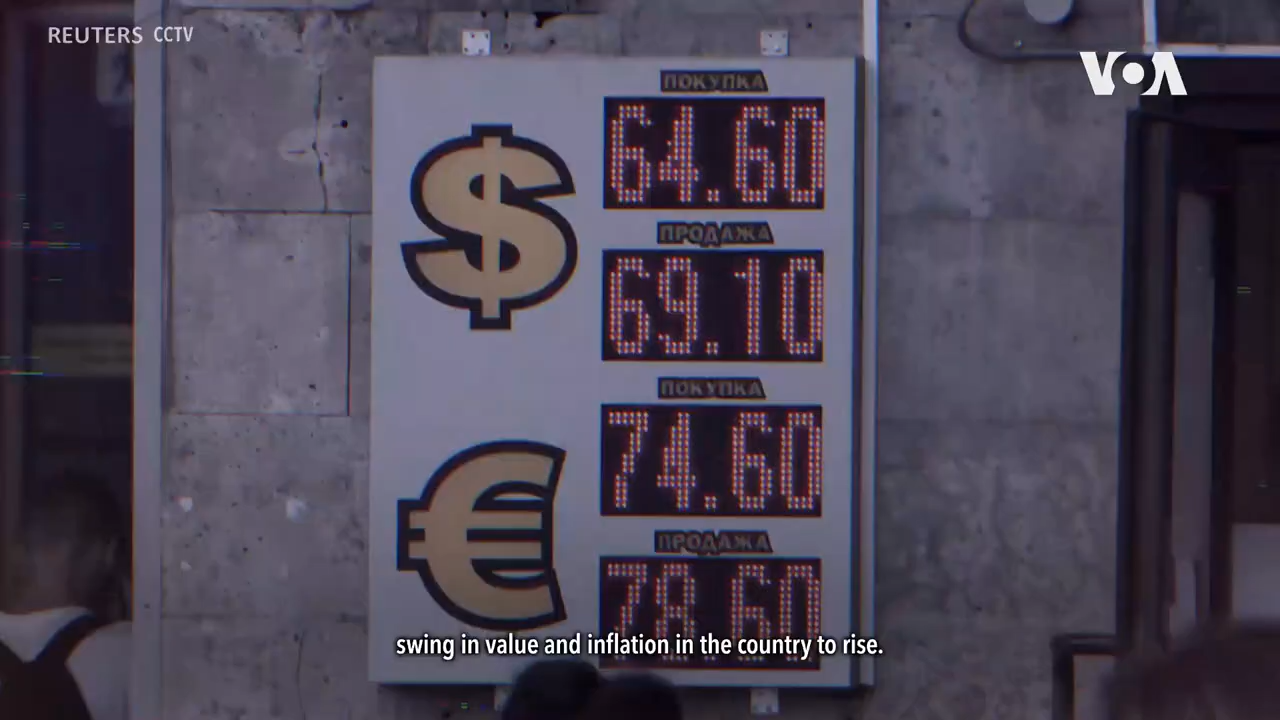 REUTERS CCTV
VOA
ПОКУПКА
$ 64.60
ПРОДАЖА
69.10
ПОКУПКА
€ 74.60
ПРОДАЖА
78.60
swing in value and inflation in the country to rise.